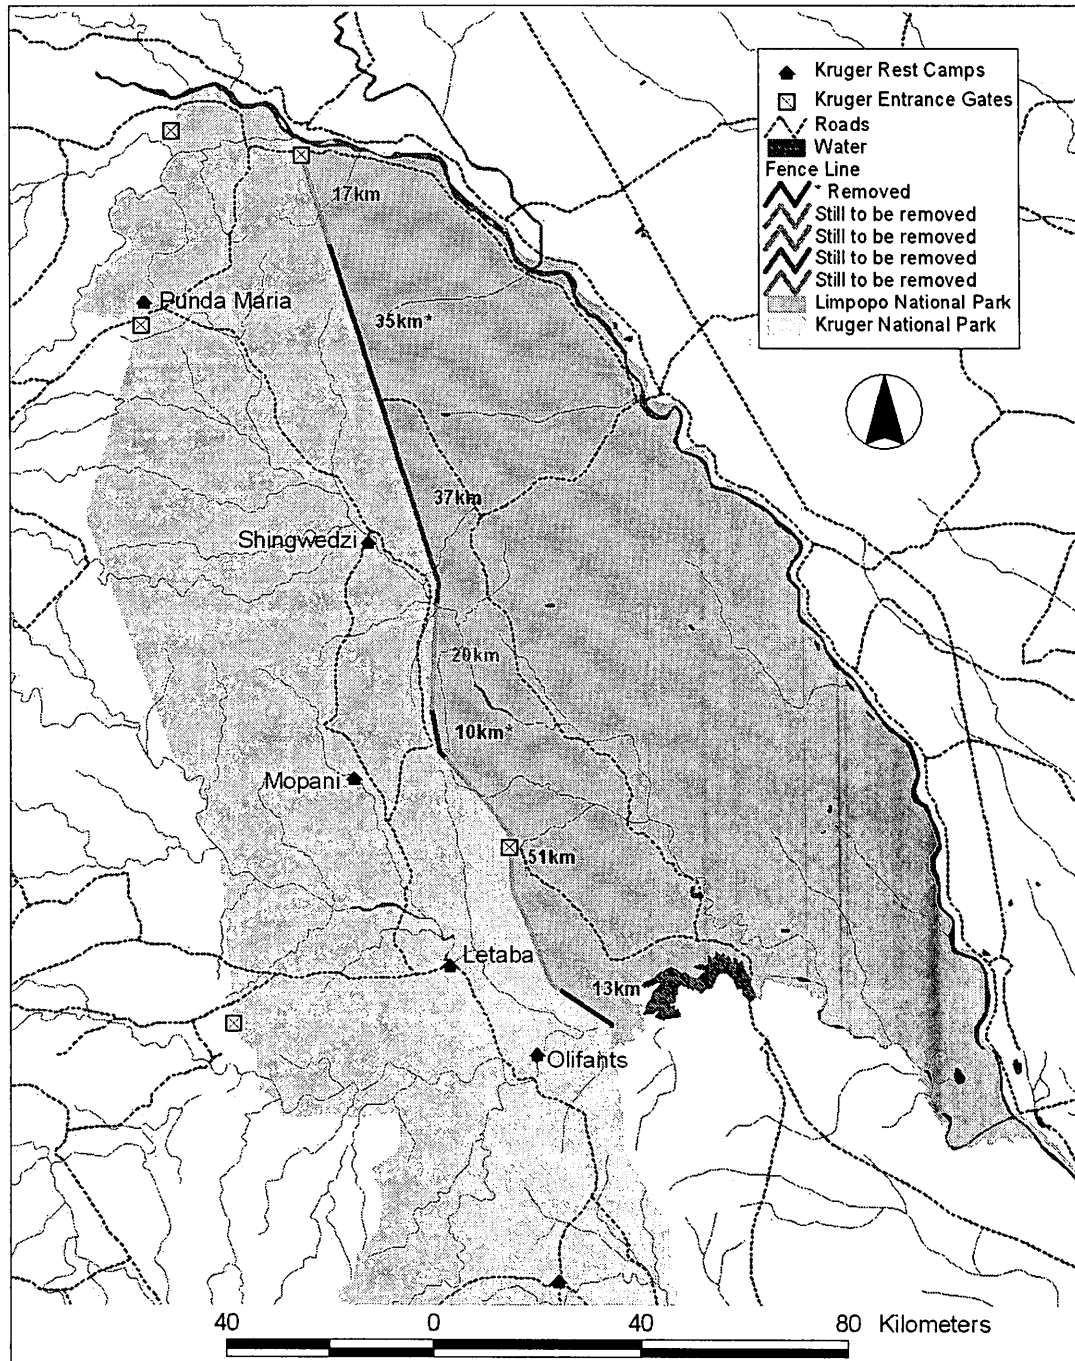 Kruger Rest Camps
Kruger Entrance Gates
Roads
Water
Fence Line
* Removed
Still to be removed
Still to be removed
Still to be removed
Still to be removed
Limpopo National Park
Kruger National Park
17km
Punda Maria
35km*
37km
Shingwedzi
20km
10km*
Mopani
51km
Letaba
13km
Olifants
40 0 40 80 Kilometers